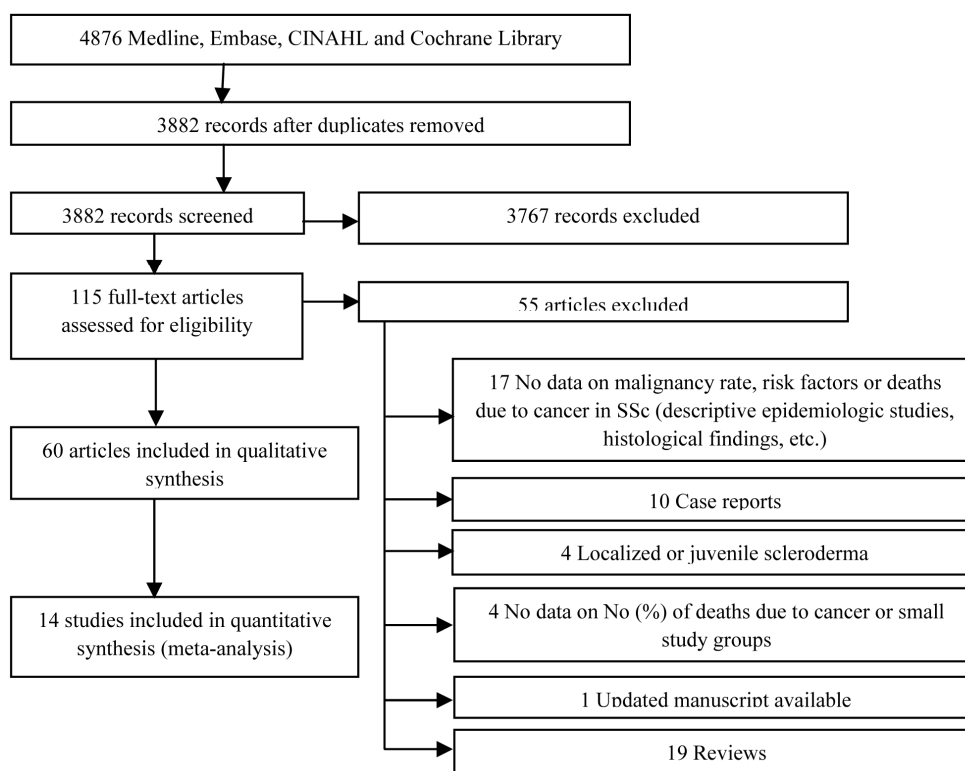 4876 Medline, Embase, CINAHL and Cochrane Library
3882 records after duplicates removed
3882 records screened
3767 records excluded
115 full-text articles
assessed for eligibility
55 articles excluded
17 No data on malignancy rate, risk factors or deaths
due to cancer in SSc (descriptive epidemiologic studies,
histological findings, etc.)
60 articles included in qualitative
synthesis
10 Case reports
4 Localized or juvenile scleroderma
14 studies included in quantitative
synthesis (meta-analysis)
4 No data on No (%) of deaths due to cancer or small
study groups
1 Updated manuscript available
19 Reviews